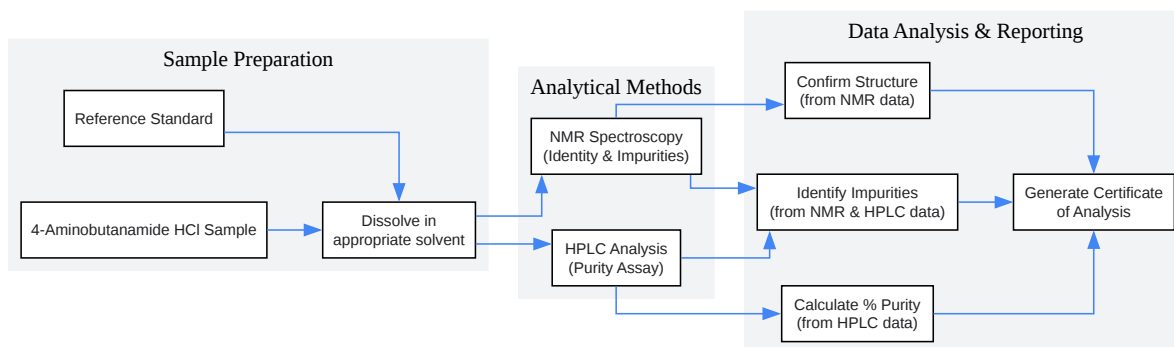 Sample Preparation
Reference Standard
4-Aminobutanamide HCl Sample
Dissolve in
appropriate solvent
Analytical Methods
NMR Spectroscopy
(Identity & Impurities)
HPLC Analysis
(Purity Assay)
Data Analysis & Reporting
Confirm Structure
(from NMR data)
Identify Impurities
(from NMR & HPLC data)
Calculate % Purity
(from HPLC data)
Generate Certificate
of Analysis